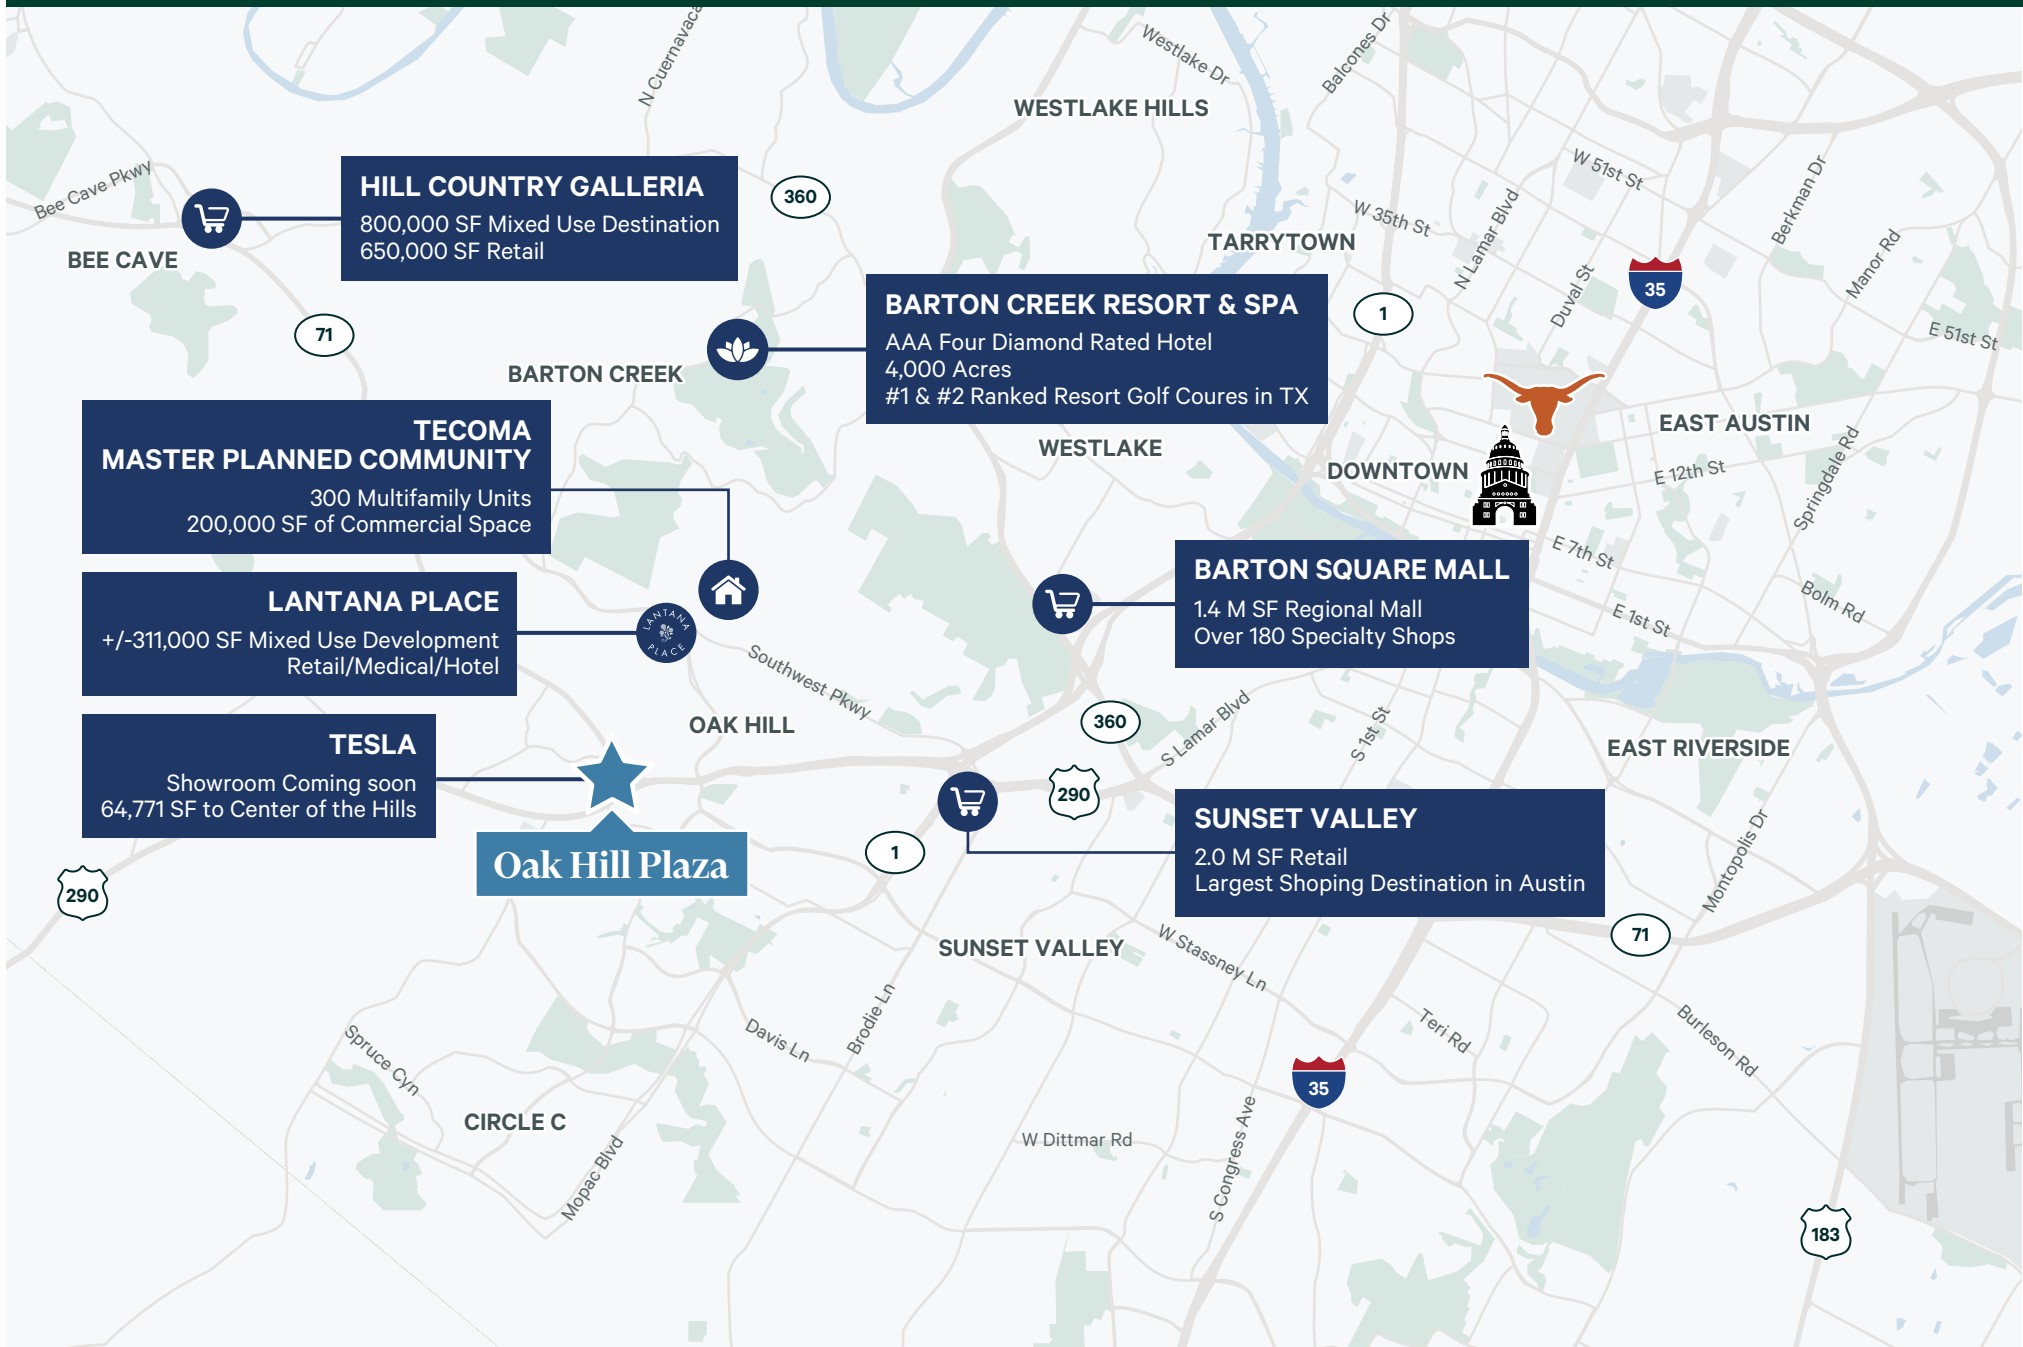 N Cuernavaca
Westlake Dr
Balcones Dr
WESTLAKE HILLS
Bee Cave Pkwy
HILL COUNTRY GALLERIA
800,000 SF Mixed Use Destination
650,000 SF Retail
360
W 51st St
Berkman Dr
W 35th St
N Lamar Blvd
TARRYTOWN
BEE CAVE
Manor Rd
35
Duval St
71
1
E 51st St
BARTON CREEK RESORT & SPA
AAA Four Diamond Rated Hotel
4,000 Acres
#1 & #2 Ranked Resort Golf Coures in TX
BARTON CREEK
TECOMA
MASTER PLANNED COMMUNITY
300 Multifamily Units
200,000 SF of Commercial Space
WESTLAKE
EAST AUSTIN
DOWNTOWN
E 12th St
Springdale Rd
E 7th St
BARTON SQUARE MALL
1.4 M SF Regional Mall
Over 180 Specialty Shops
Bolm Rd
E 1st St
LANTANA PLACE
+/-311,000 SF Mixed Use Development
Retail/Medical/Hotel
LANTANA
PLACE
Southwest Pkwy
OAK HILL
360
S Lamar Blvd
S 1st St
EAST RIVERSIDE
TESLA
Showroom Coming soon
64,771 SF to Center of the Hills
290
Oak Hill Plaza
1
290
SUNSET VALLEY
2.0 M SF Retail
Largest Shoping Destination in Austin
Montopolis Dr
71
SUNSET VALLEY
W Stassney Ln
Brodie Ln
Davis Ln
Teri Rd
Burleson Rd
Spruce Cyn
35
CIRCLE C
W Dittmar Rd
Mopac Blvd
S Congress Ave
183